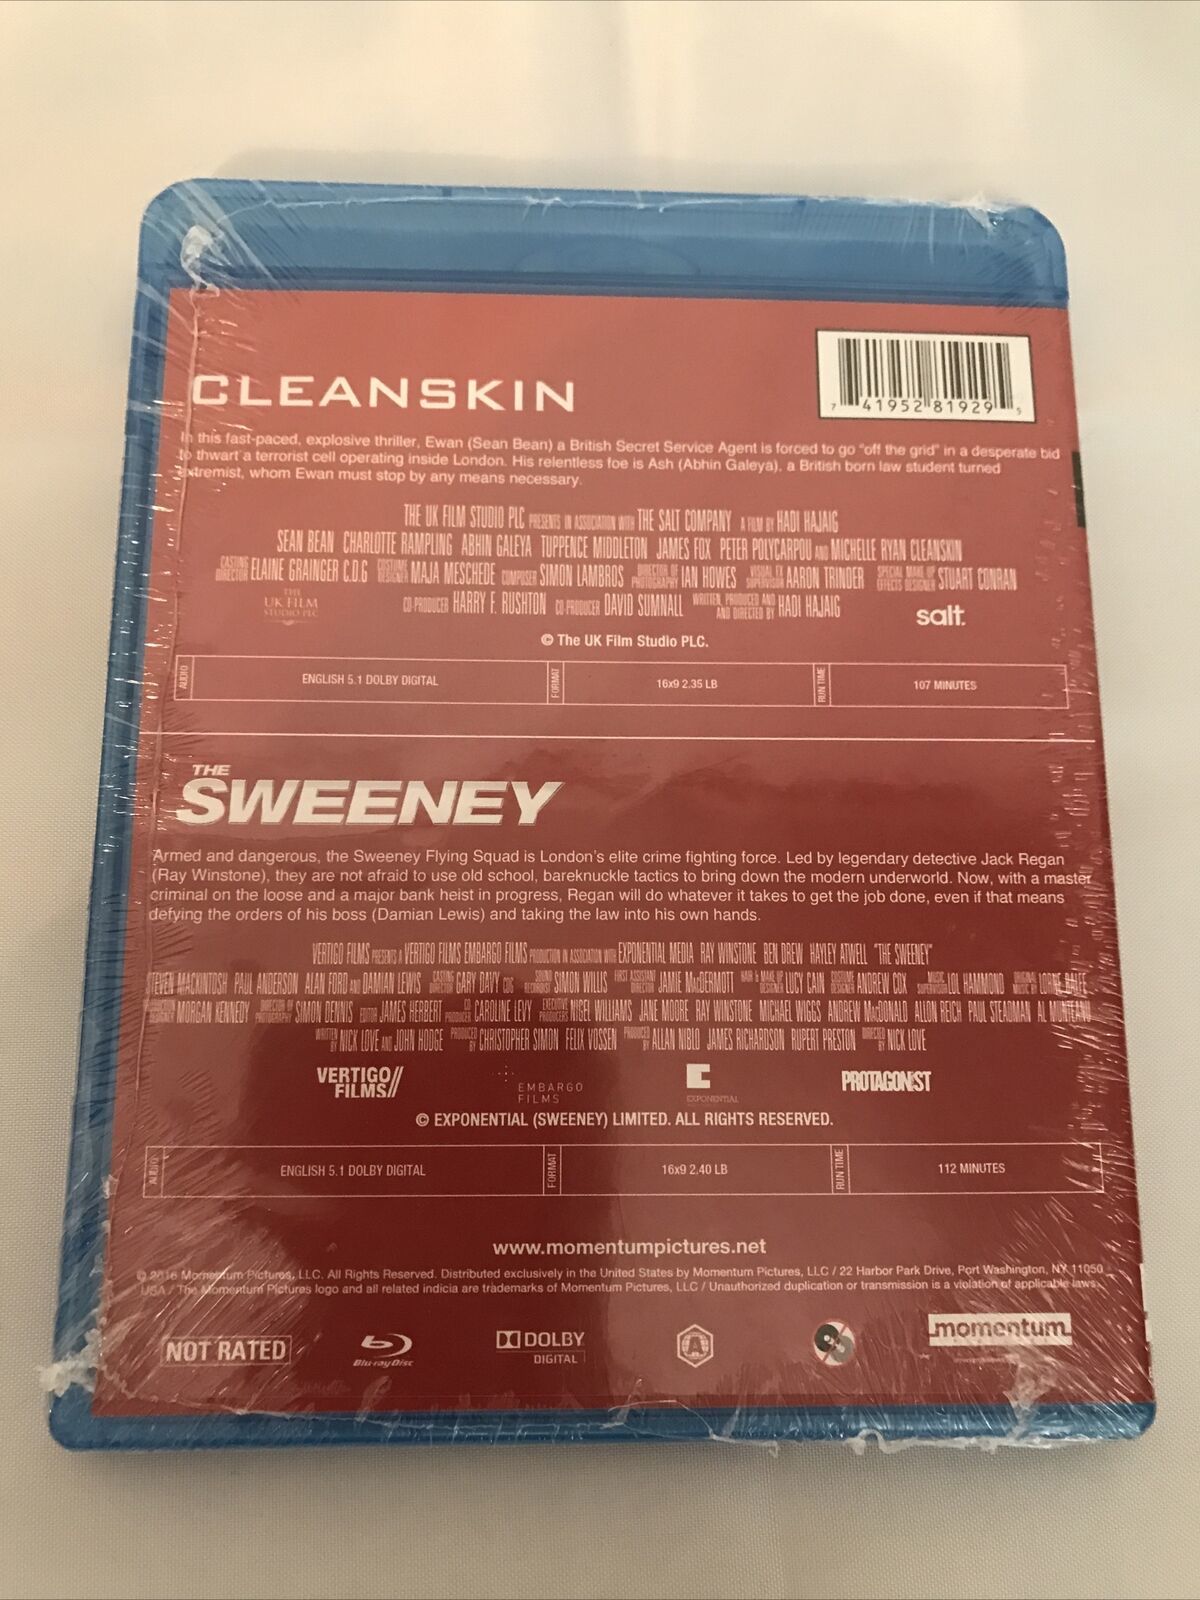 CLEANSKIN
7 41952 81929 5
In this fast-paced, explosive thriller, Ewan (Sean Bean) a British Secret Service Agent is forced to go "off the grid" in a desperate bid
to thwart a terrorist cell operating inside London. His relentless foe is Ash (Abhin Galeya), a British born law student turned
extremist, whom Ewan must stop by any means necessary.
THE UK FILM STUDIO PLC PRESENTS IN ASSOCIATION WITH THE SALT COMPANY A FILM BY HADI HAJAIG
SEAN BEAN CHARLOTTE RAMPLING ABHIN GALEYA TUPPENCE MIDDLETON JAMES FOX PETER POLYCARPOU AND MICHELLE RYAN CLEANSKIN
CASTING DIRECTOR ELAINE GRAINGER C.D.G COSTUME DESIGNER MAJA MESCHEDE COMPOSER SIMON LAMBROS DIRECTOR OF PHOTOGRAPHY IAN HOWES VISUAL FX SUPERVISOR AARON TRINDER SPECIAL MAKE UP EFFECTS DESIGNER STUART CONRAN
CO-PRODUCER HARRY F. RUSHTON CO-PRODUCER DAVID SUMNALL WRITTEN, PRODUCED AND AND DIRECTED BY HADI HAJAIG
THE
UK FILM
STUDIO PLC
salt.
© The UK Film Studio PLC.
AUDIO ENGLISH 5.1 DOLBY DIGITAL FORMAT 16x9 2.35 LB RUN TIME 107 MINUTES
THE
SWEENEY
Armed and dangerous, the Sweeney Flying Squad is London's elite crime fighting force. Led by legendary detective Jack Regan
(Ray Winstone), they are not afraid to use old school, bareknuckle tactics to bring down the modern underworld. Now, with a master
criminal on the loose and a major bank heist in progress, Regan will do whatever it takes to get the job done, even if that means
defying the orders of his boss (Damian Lewis) and taking the law into his own hands.
VERTIGO FILMS PRESENTS A VERTIGO FILMS EMBARGO FILMS PRODUCTION IN ASSOCIATION WITH EXPONENTIAL MEDIA RAY WINSTONE BEN DREW HAYLEY ATWELL "THE SWEENEY"
STEVEN MACKINTOSH PAUL ANDERSON ALAN FORD AND DAMIAN LEWIS CASTING DIRECTOR GARY DAVY CDG SOUND RECORDIST SIMON WILLIS FIRST ASSISTANT DIRECTOR JAMIE MacDERMOTT HAIR & MAKE UP DESIGNER LUCY CAIN COSTUME DESIGNER ANDREW COX MUSIC SUPERVISOR LOL HAMMOND ORIGINAL MUSIC BY LORNE BALFE
DESIGNER MORGAN KENNEDY DIRECTOR OF PHOTOGRAPHY SIMON DENNIS EDITOR JAMES HERBERT CO PRODUCER CAROLINE LEVY EXECUTIVE PRODUCERS NIGEL WILLIAMS JANE MOORE RAY WINSTONE MICHAEL WIGGS ANDREW MacDONALD ALLON REICH PAUL STEADMAN AL MONTEANU
WRITTEN BY NICK LOVE AND JOHN HODGE PRODUCED BY CHRISTOPHER SIMON FELIX VOSSEN PRODUCED BY ALLAN NIBLO JAMES RICHARDSON RUPERT PRESTON DIRECTED BY NICK LOVE
VERTIGO
FILMS
EMBARGO
FILMS
EXPONENTIAL
PROTAGONIST
© EXPONENTIAL (SWEENEY) LIMITED. ALL RIGHTS RESERVED.
AUDIO ENGLISH 5.1 DOLBY DIGITAL FORMAT 16x9 2.40 LB RUN TIME 112 MINUTES
www.momentumpictures.net
© 2016 Momentum Pictures, LLC. All Rights Reserved. Distributed exclusively in the United States by Momentum Pictures, LLC / 22 Harbor Park Drive, Port Washington, NY 11050
USA / The Momentum Pictures logo and all related indicia are trademarks of Momentum Pictures, LLC / Unauthorized duplication or transmission is a violation of applicable laws.
NOT RATED
Blu-ray Disc
DOLBY
DIGITAL
A
momentum